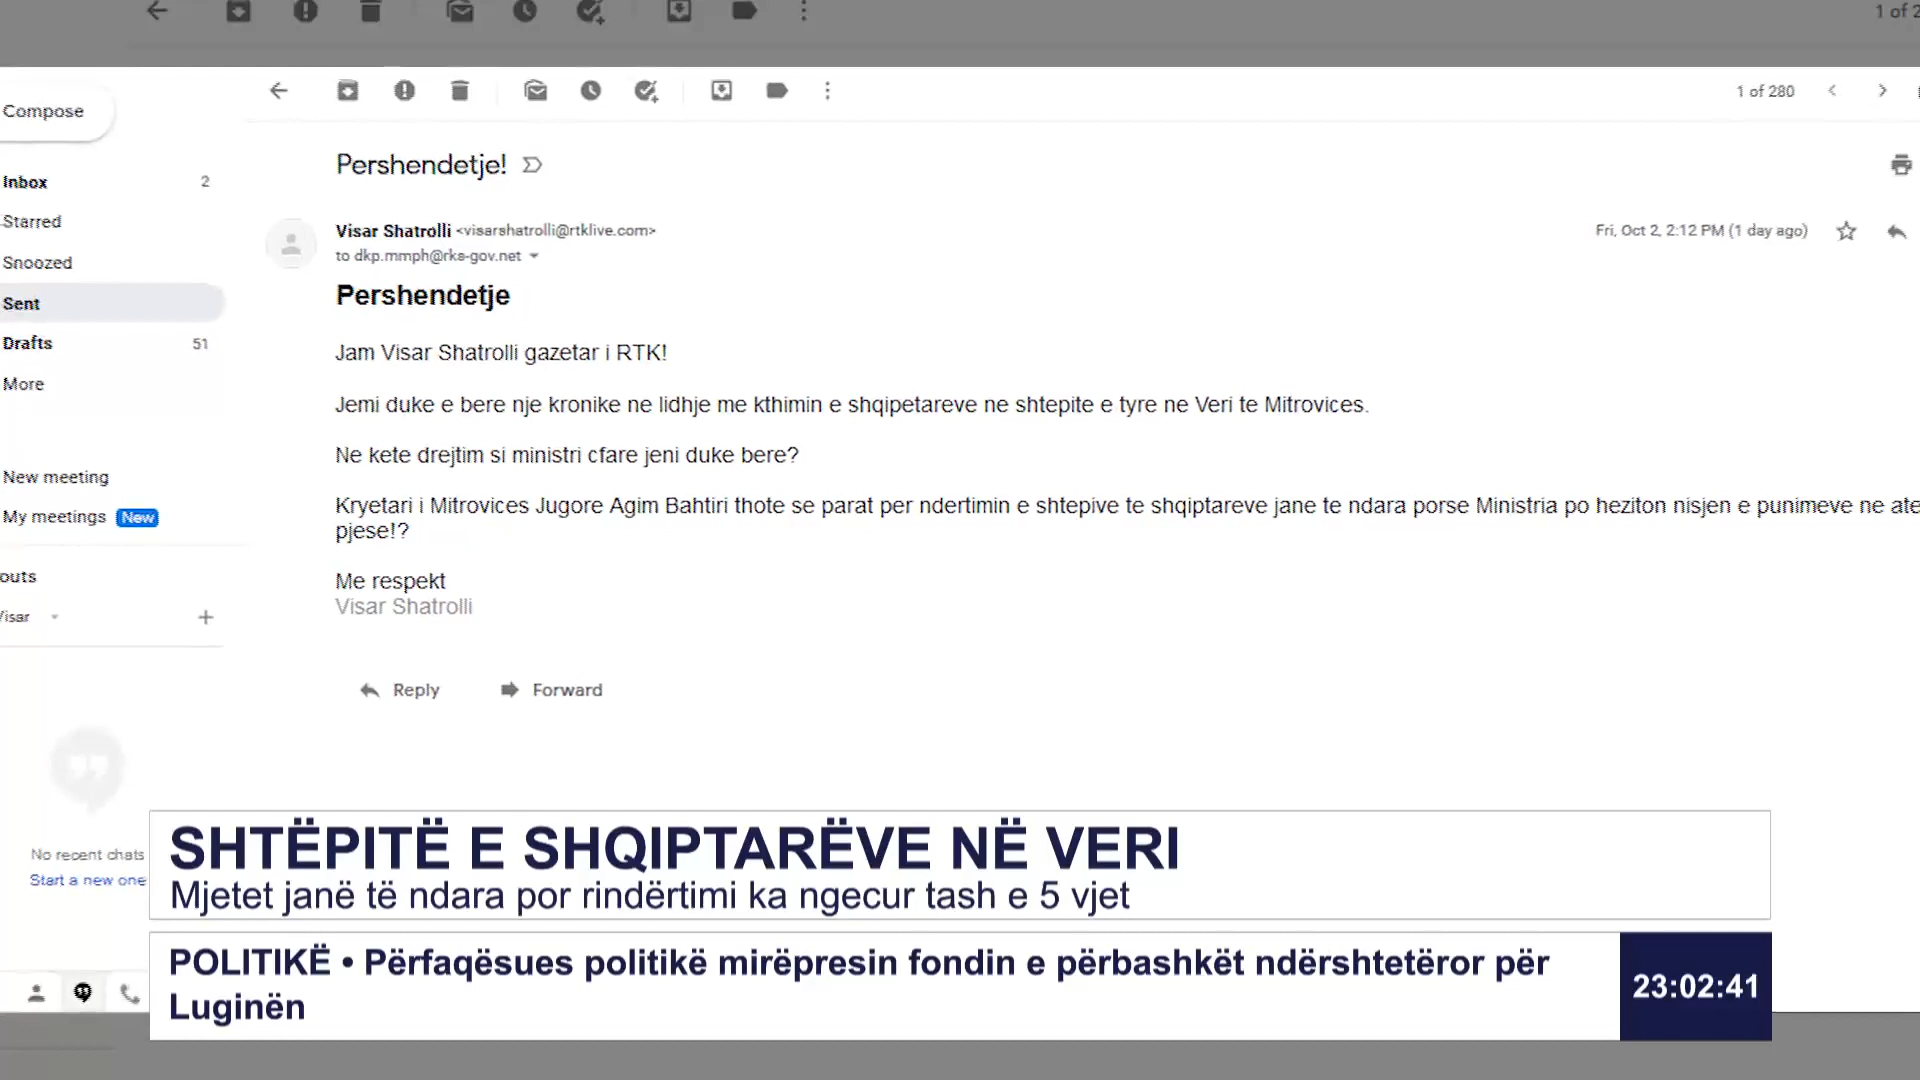 1 of 2
Compose
1 of 280
Pershendetje!
Inbox 2
Starred
Snoozed
Sent
Drafts 51
More
Visar Shatrolli <visarshatrolli@rtklive.com>
Fri, Oct 2, 2:12 PM (1 day ago)
to dkp.mmph@rks-gov.net
Pershendetje
Jam Visar Shatrolli gazetar i RTK!
Jemi duke e bere nje kronike ne lidhje me kthimin e shqipetareve ne shtepite e tyre ne Veri te Mitrovices.
Ne kete drejtim si ministri cfare jeni duke bere?
Kryetari i Mitrovices Jugore Agim Bahtiri thote se parat per ndertimin e shtepive te shqiptareve jane te ndara porse Ministria po heziton nisjen e punimeve ne ate
pjese!?
Me respekt
Visar Shatrolli
New meeting
My meetings New
outs
Visar
Reply Forward
No recent chats
Start a new one
SHTËPITË E SHQIPTARËVE NË VERI
Mjetet janë të ndara por rindërtimi ka ngecur tash e 5 vjet
POLITIKË • Përfaqësues politikë mirëpresin fondin e përbashkët ndërshtetëror për
Luginën
23:02:41